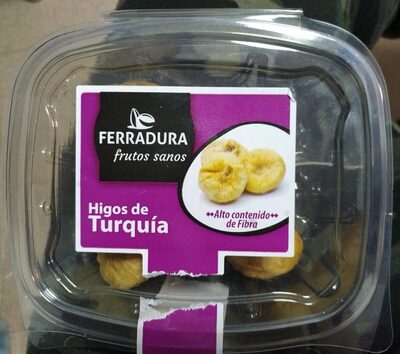 FERRADURA
frutos sanos
Higos de
Turquía
Alto contenido
de Fibra